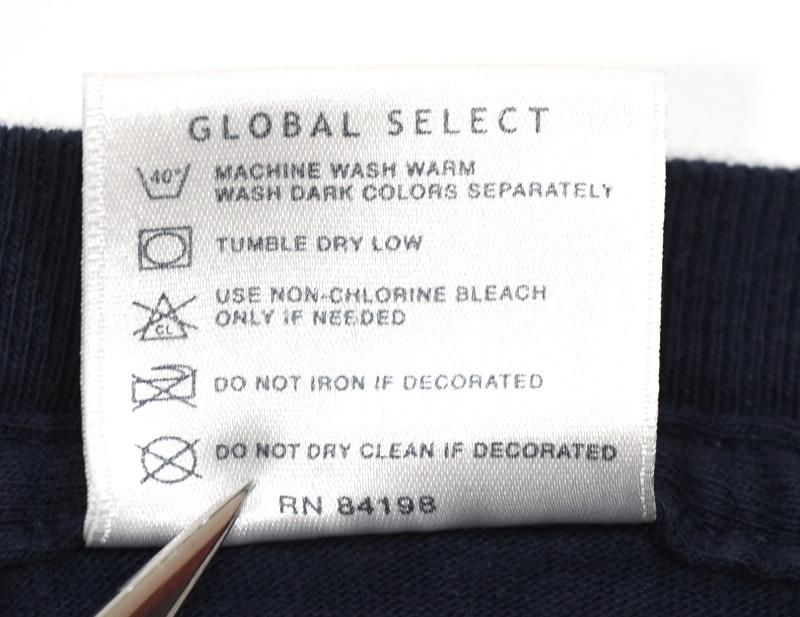 GLOBAL SELECT
40°
MACHINE WASH WARM
WASH DARK COLORS SEPARATELY
TUMBLE DRY LOW
USE NON-CHLORINE BLEACH
CL
ONLY IF NEEDED
DO NOT IRON IF DECORATED
DO NOT DRY CLEAN IF DECORATED
RN 84198